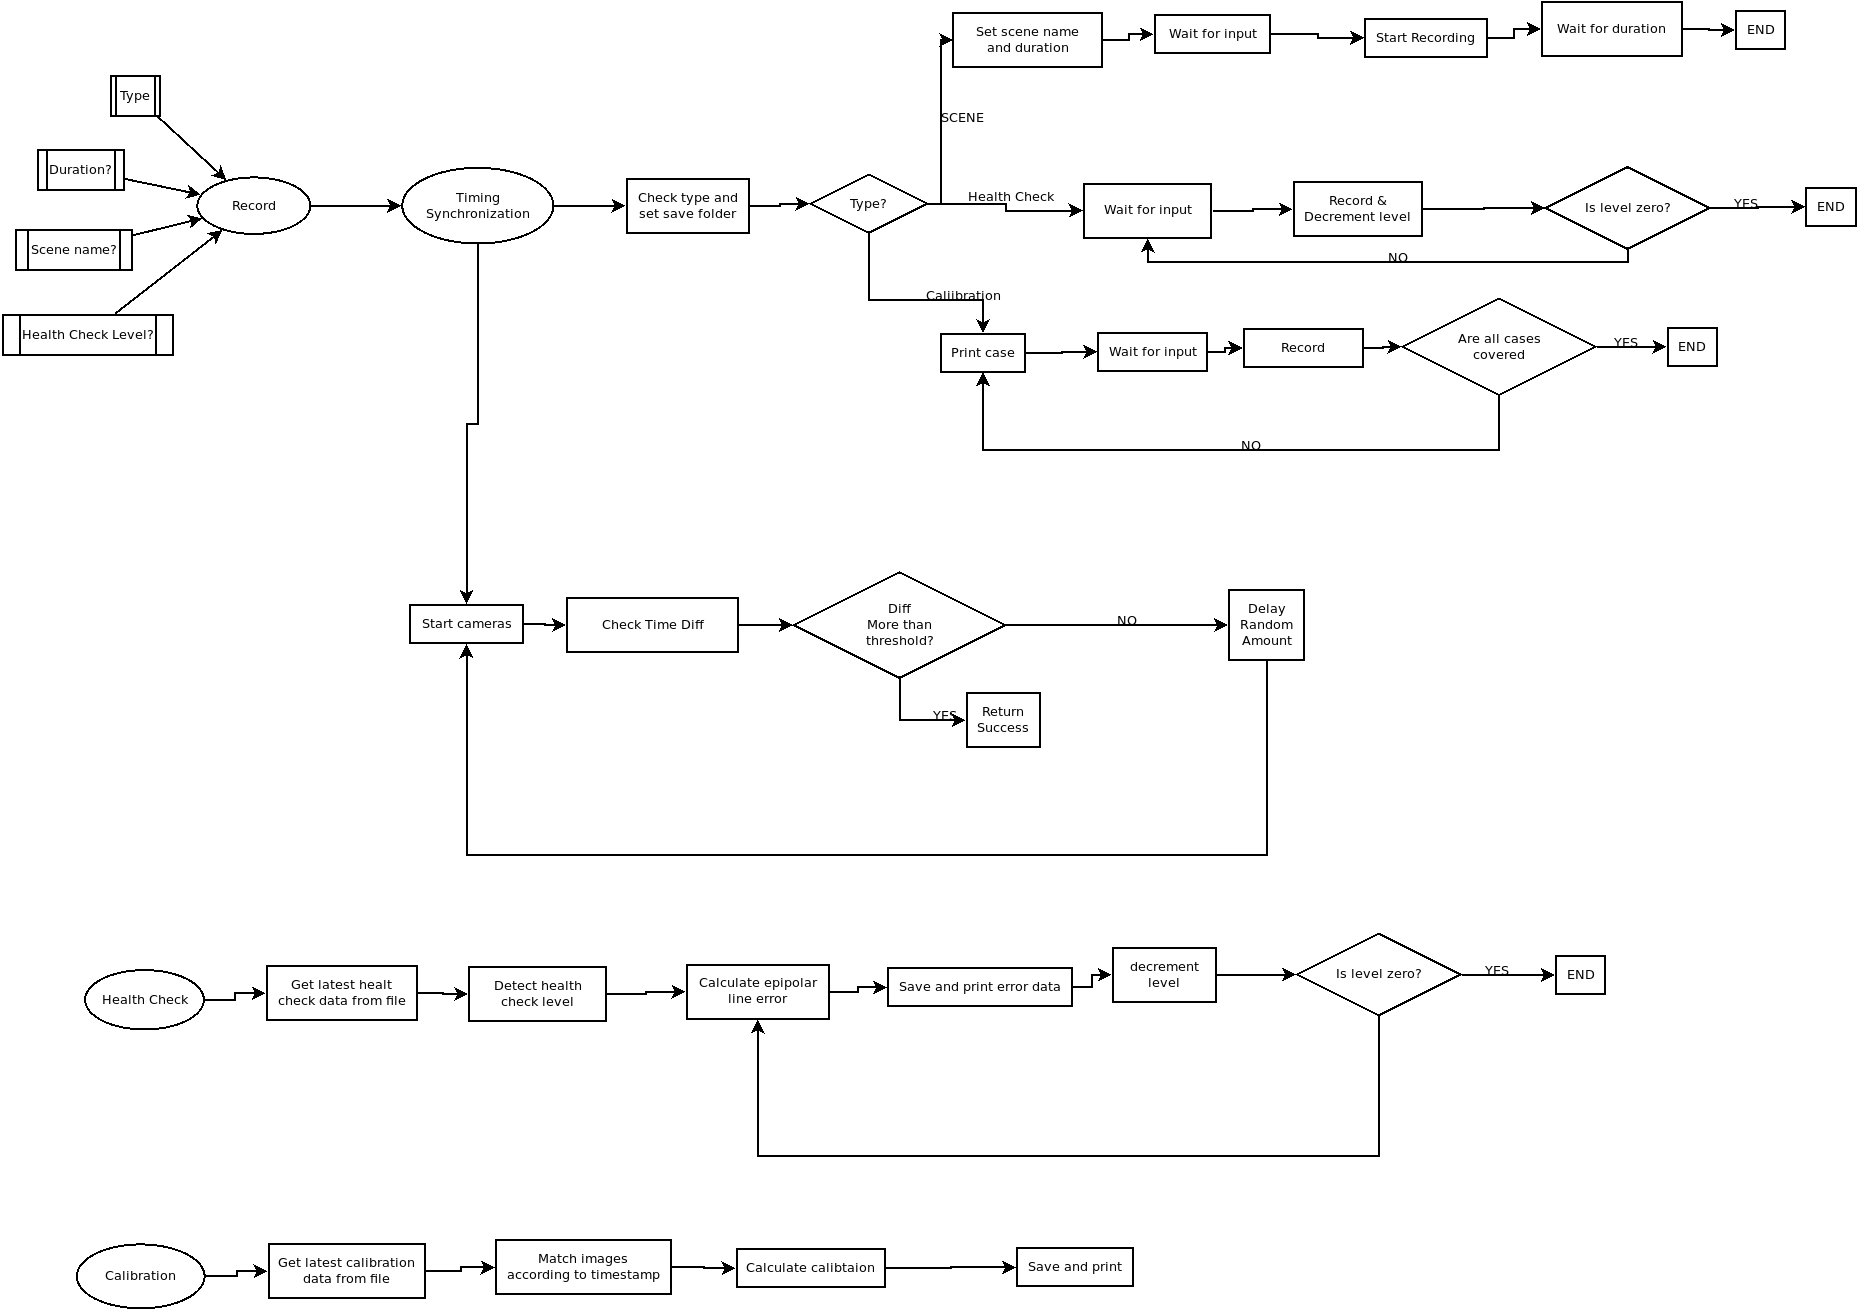 Set scene name
and duration
Wait for input
Start Recording
Wait for duration
END
Type
SCENE
Duration?
Record
Timing
Synchronization
Check type and
set save folder
Type?
Health Check
Wait for input
Record &
Decrement level
Is level zero?
YES
END
Scene name?
NO
Caliibration
Health Check Level?
Print case
Wait for input
Record
Are all cases
covered
YES
END
NO
Start cameras
Check Time Diff
Diff
More than
threshold?
NO
Delay
Random
Amount
YES
Return
Success
Health Check
Get latest healt
check data from file
Detect health
check level
Calculate epipolar
line error
Save and print error data
decrement
level
Is level zero?
YES
END
Calibration
Get latest calibration
data from file
Match images
according to timestamp
Calculate calibtaion
Save and print